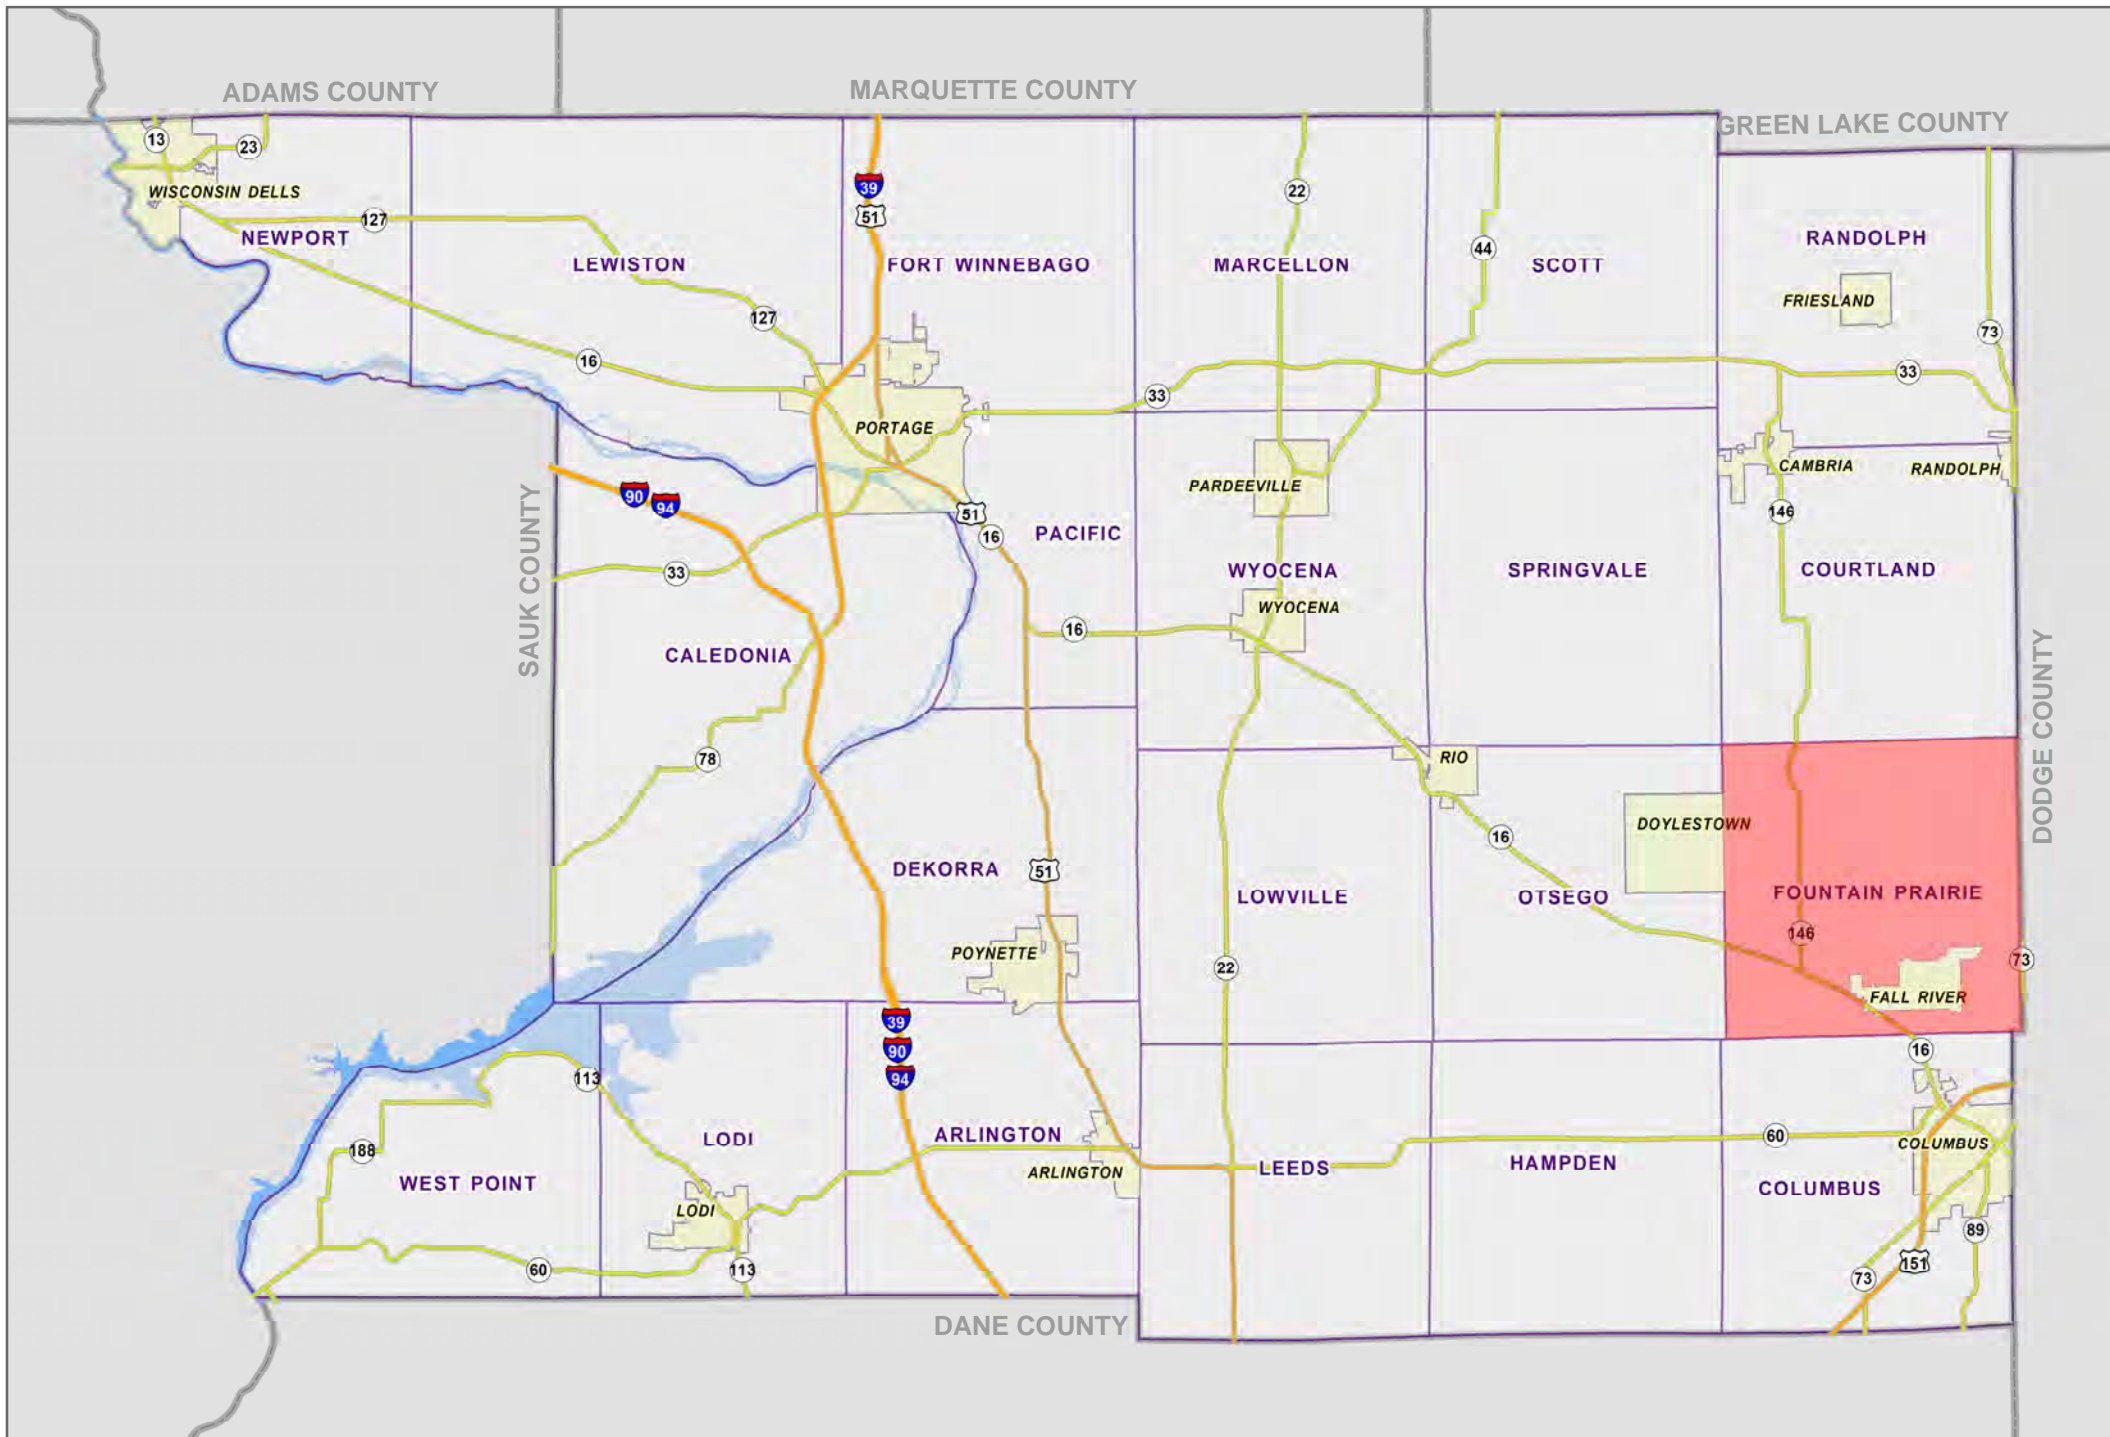 ADAMS COUNTY
MARQUETTE COUNTY
GREEN LAKE COUNTY
13
23
39
51
22
44
WISCONSIN DELLS
127
NEWPORT
LEWISTON
FORT WINNEBAGO
MARCELLON
SCOTT
RANDOLPH
FRIESLAND
127
73
16
33
33
PORTAGE
CAMBRIA
RANDOLPH
PARDEEVILLE
90
94
51
146
16
PACIFIC
SAUK COUNTY
33
WYOCENA
SPRINGVALE
COURTLAND
WYOCENA
16
CALEDONIA
DODGE COUNTY
78
RIO
DOYLESTOWN
16
DEKORRA
51
LOWVILLE
OTSEGO
FOUNTAIN PRAIRIE
146
POYNETTE
22
73
FALL RIVER
39
90
94
16
113
188
LODI
ARLINGTON
60
COLUMBUS
ARLINGTON
LEEDS
HAMPDEN
WEST POINT
COLUMBUS
LODI
89
60
113
151
73
DANE COUNTY